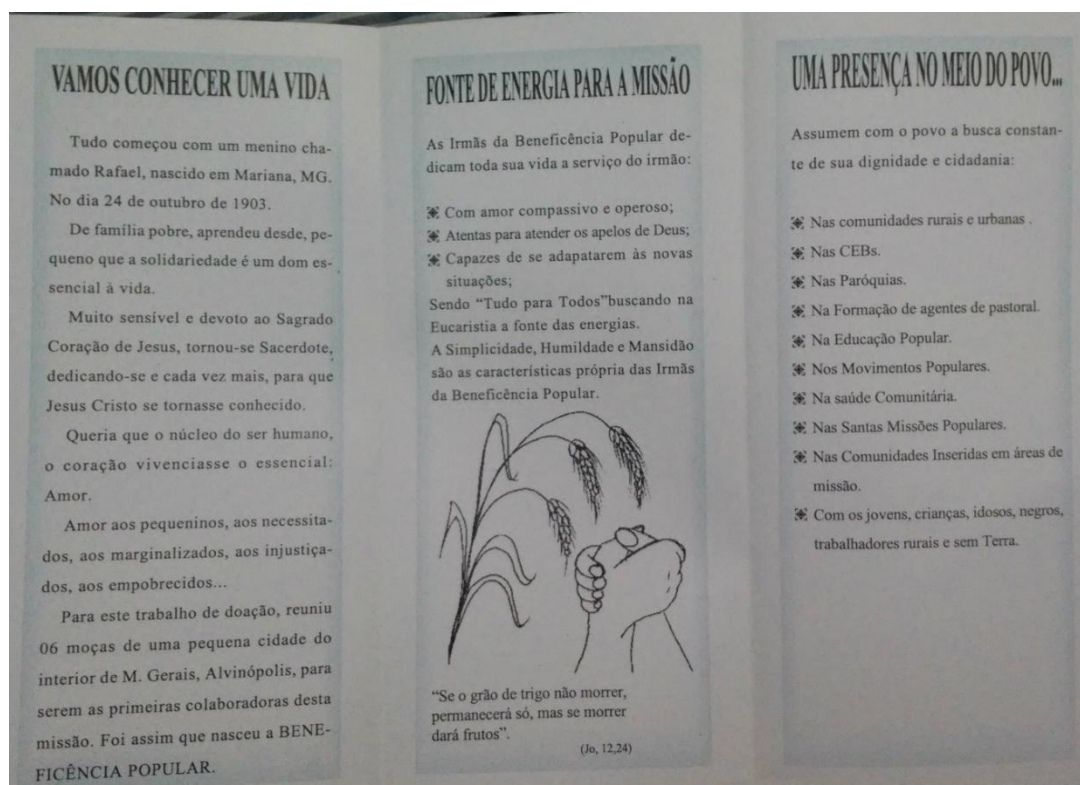 VAMOS CONHECER UMA VIDA
Tudo começou com um menino cha-
mado Rafael, nascido em Mariana, MG.
No dia 24 de outubro de 1903.
De família pobre, aprendeu desde, pe-
queno que a solidariedade é um dom es-
sencial à vida.
Muito sensível e devoto ao Sagrado
Coração de Jesus, tornou-se Sacerdote,
dedicando-se e cada vez mais, para que
Jesus Cristo se tornasse conhecido.
Queria que o núcleo do ser humano,
o coração vivenciasse o essencial:
Amor.
Amor aos pequeninos, aos necessita-
dos, aos marginalizados, aos injustiça-
dos, aos empobrecidos...
Para este trabalho de doação, reuniu
06 moças de uma pequena cidade do
interior de M. Gerais, Alvinópolis, para
serem as primeiras colaboradoras desta
missão. Foi assim que nasceu a BENE-
FICÊNCIA POPULAR.
FONTE DE ENERGIA PARA A MISSÃO
As Irmãs da Beneficência Popular de-
dicam toda sua vida a serviço do irmão:
Com amor compassivo e operoso;
Atentas para atender os apelos de Deus;
Capazes de se adapatarem às novas
situações;
Sendo “Tudo para Todos”buscando na
Eucaristia a fonte das energias.
A Simplicidade, Humildade e Mansidão
são as características própria das Irmãs
da Beneficência Popular.
“Se o grão de trigo não morrer,
permanecerá só, mas se morrer
dará frutos”.
(Jo, 12,24)
UMA PRESENÇA NO MEIO DO POVO...
Assumem com o povo a busca constan-
te de sua dignidade e cidadania:
Nas comunidades rurais e urbanas .
Nas CEBs.
Nas Paróquias.
Na Formação de agentes de pastoral.
Na Educação Popular.
Nos Movimentos Populares.
Na saúde Comunitária.
Nas Santas Missões Populares.
Nas Comunidades Inseridas em áreas de
missão.
Com os jovens, crianças, idosos, negros,
trabalhadores rurais e sem Terra.